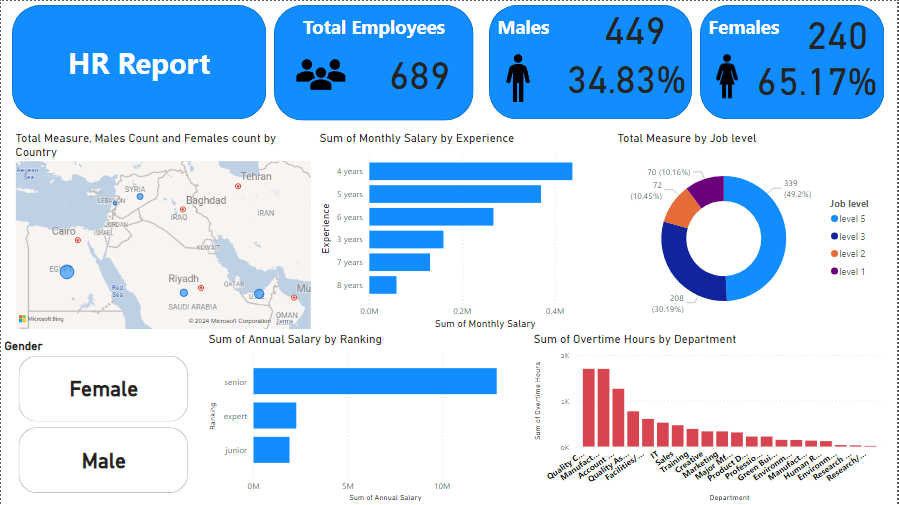 HR Report
Total Employees
689
Males
449
34.83%
Females
240
65.17%
Total Measure, Males Count and Females count by
Country
Aegean
Sea
Tehran
SYRIA
LEBANON
Baghdad
IRAQ
IRAN
ISRAEL
JORDAN
Cairo
KUWAIT
EGYPT
Riyadh
QATAR
Red
Sea
Mu
SAUDI ARABIA
OMAN
Microsoft Bing
© 2024 Microsoft Corporation Terms
Sum of Monthly Salary by Experience
Experience
4 years
5 years
6 years
3 years
7 years
8 years
0.0M
0.2M
0.4M
Sum of Monthly Salary
Total Measure by Job level
70 (10.16%)
72
(10.45%)
339
(49.2%)
208
(30.19%)
Job level
level 5
level 3
level 2
level 1
Gender
Female
Male
Sum of Annual Salary by Ranking
Ranking
senior
expert
junior
0M
5M
10M
Sum of Annual Salary
Sum of Overtime Hours by Department
Sum of Overtime Hours
2K
1K
0K
Quality C...
Manufact...
Account ...
Quality As...
Facilities/...
IT
Sales
Training
Creative
Marketing
Major Mf...
Product D...
Professio...
Green Bui...
Environm...
Manufact...
Human R...
Environm...
Research ...
Research/...
Department